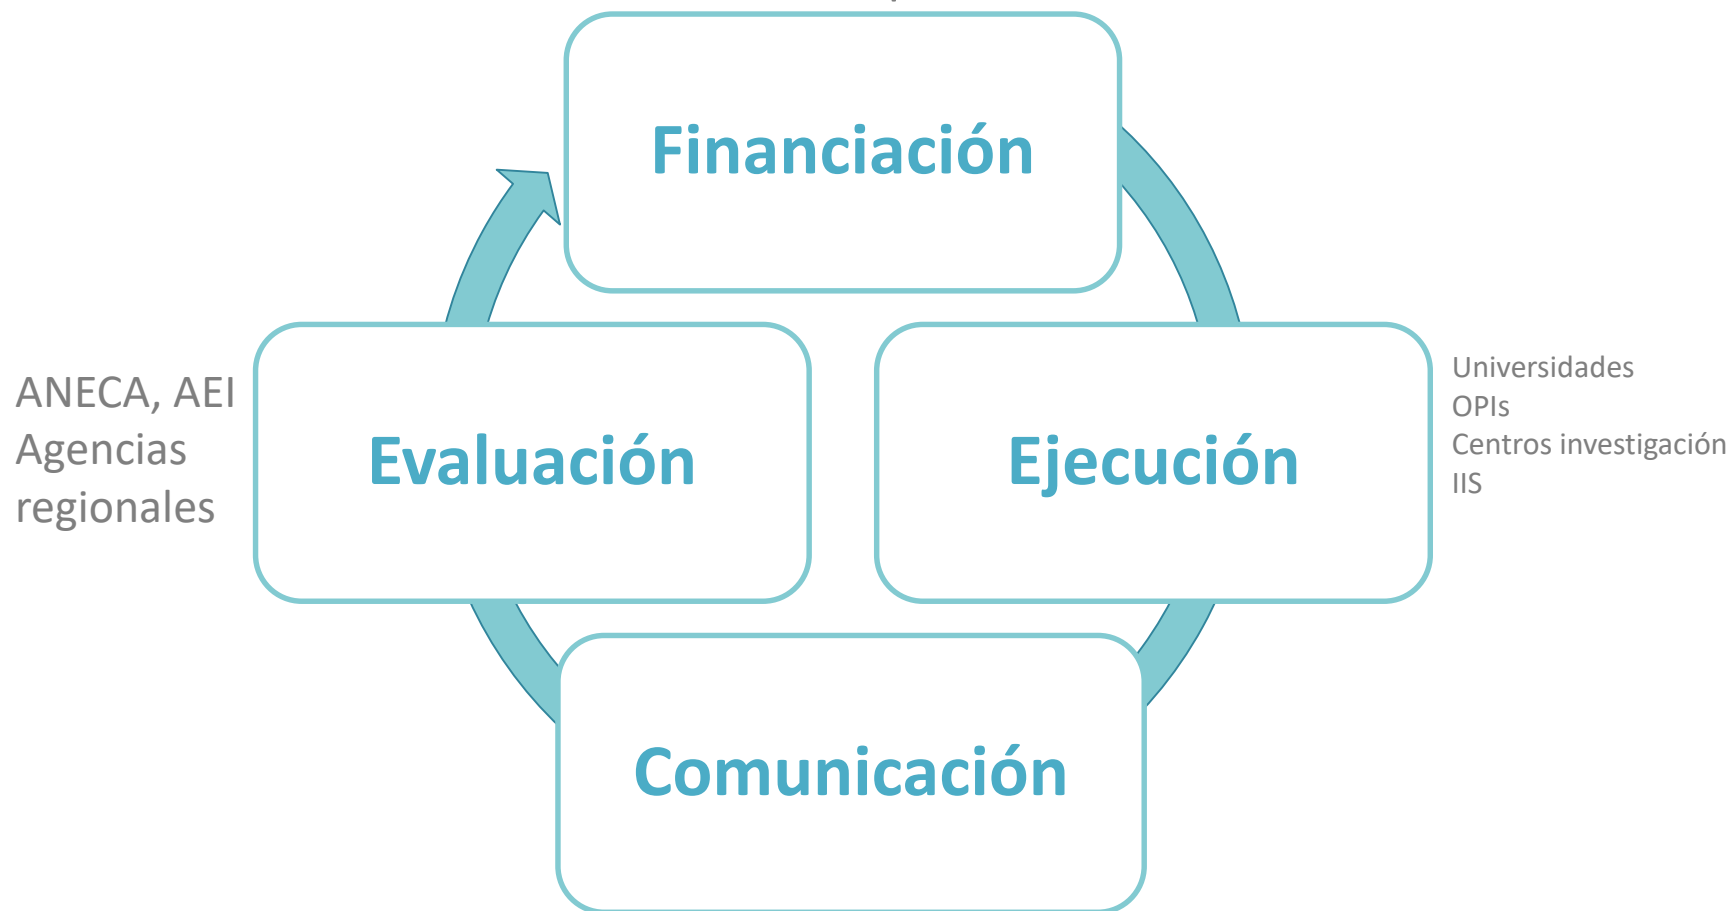 Financiación
ANECA, AEI
Agencias
regionales
Evaluación
Ejecución
Universidades
OPIs
Centros investigación
IIS
Comunicación